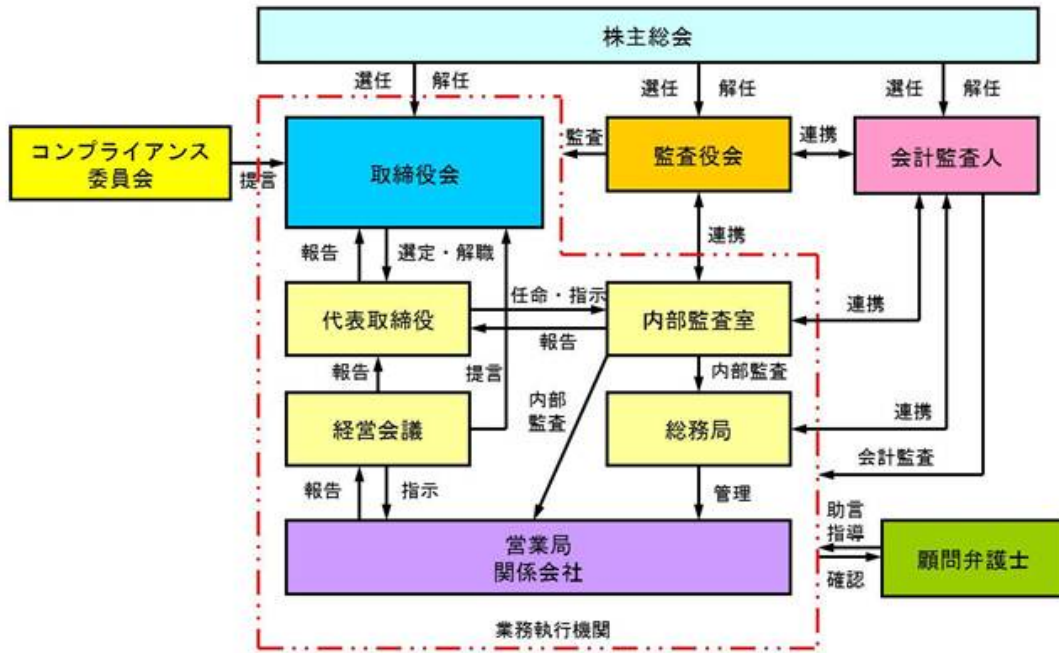 株主総会
選任
解任
選任
解任
選任
解任
コンプライアンス
委員会
提言
取締役会
監査
監査役会
連携
会計監査人
報告
選定・解職
連携
代表取締役
任命・指示
報告
内部監査室
連携
報告
提言
内部
監査
内部監査
経営会議
総務局
連携
会計監査
報告
指示
管理
営業局
関係会社
助言
指導
確認
顧問弁護士
業務執行機関